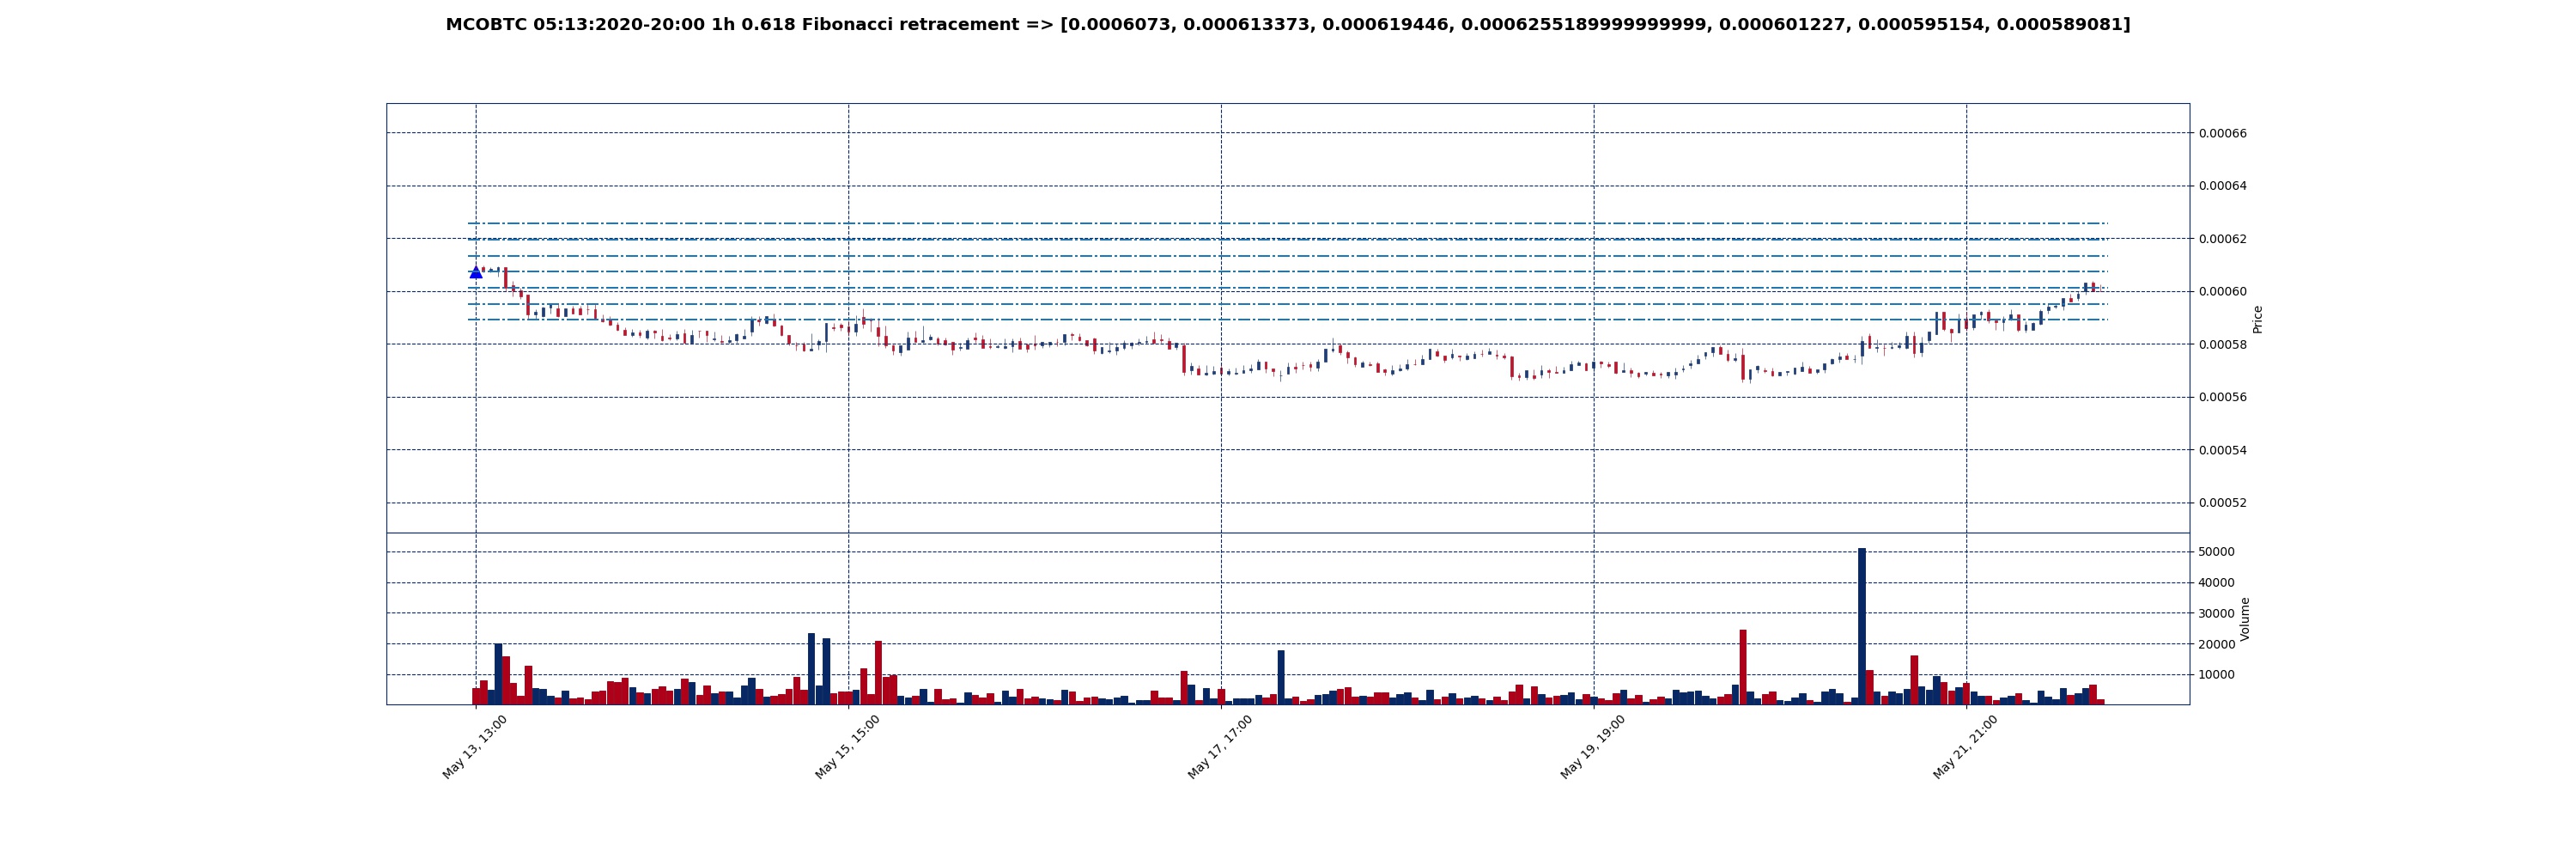 MCOBTC 05:13:2020-20:00 1h 0.618 Fibonacci retracement => [0.0006073, 0.000613373, 0.000619446, 0.0006255189999999999, 0.000601227, 0.000595154, 0.000589081]
0.00066
0.00064
0.00062
0.00060
0.00058
0.00056
0.00054
0.00052
Price
50000
40000
30000
20000
10000
Volume
May 13, 13:00
May 15, 15:00
May 17, 17:00
May 19, 19:00
May 21, 21:00